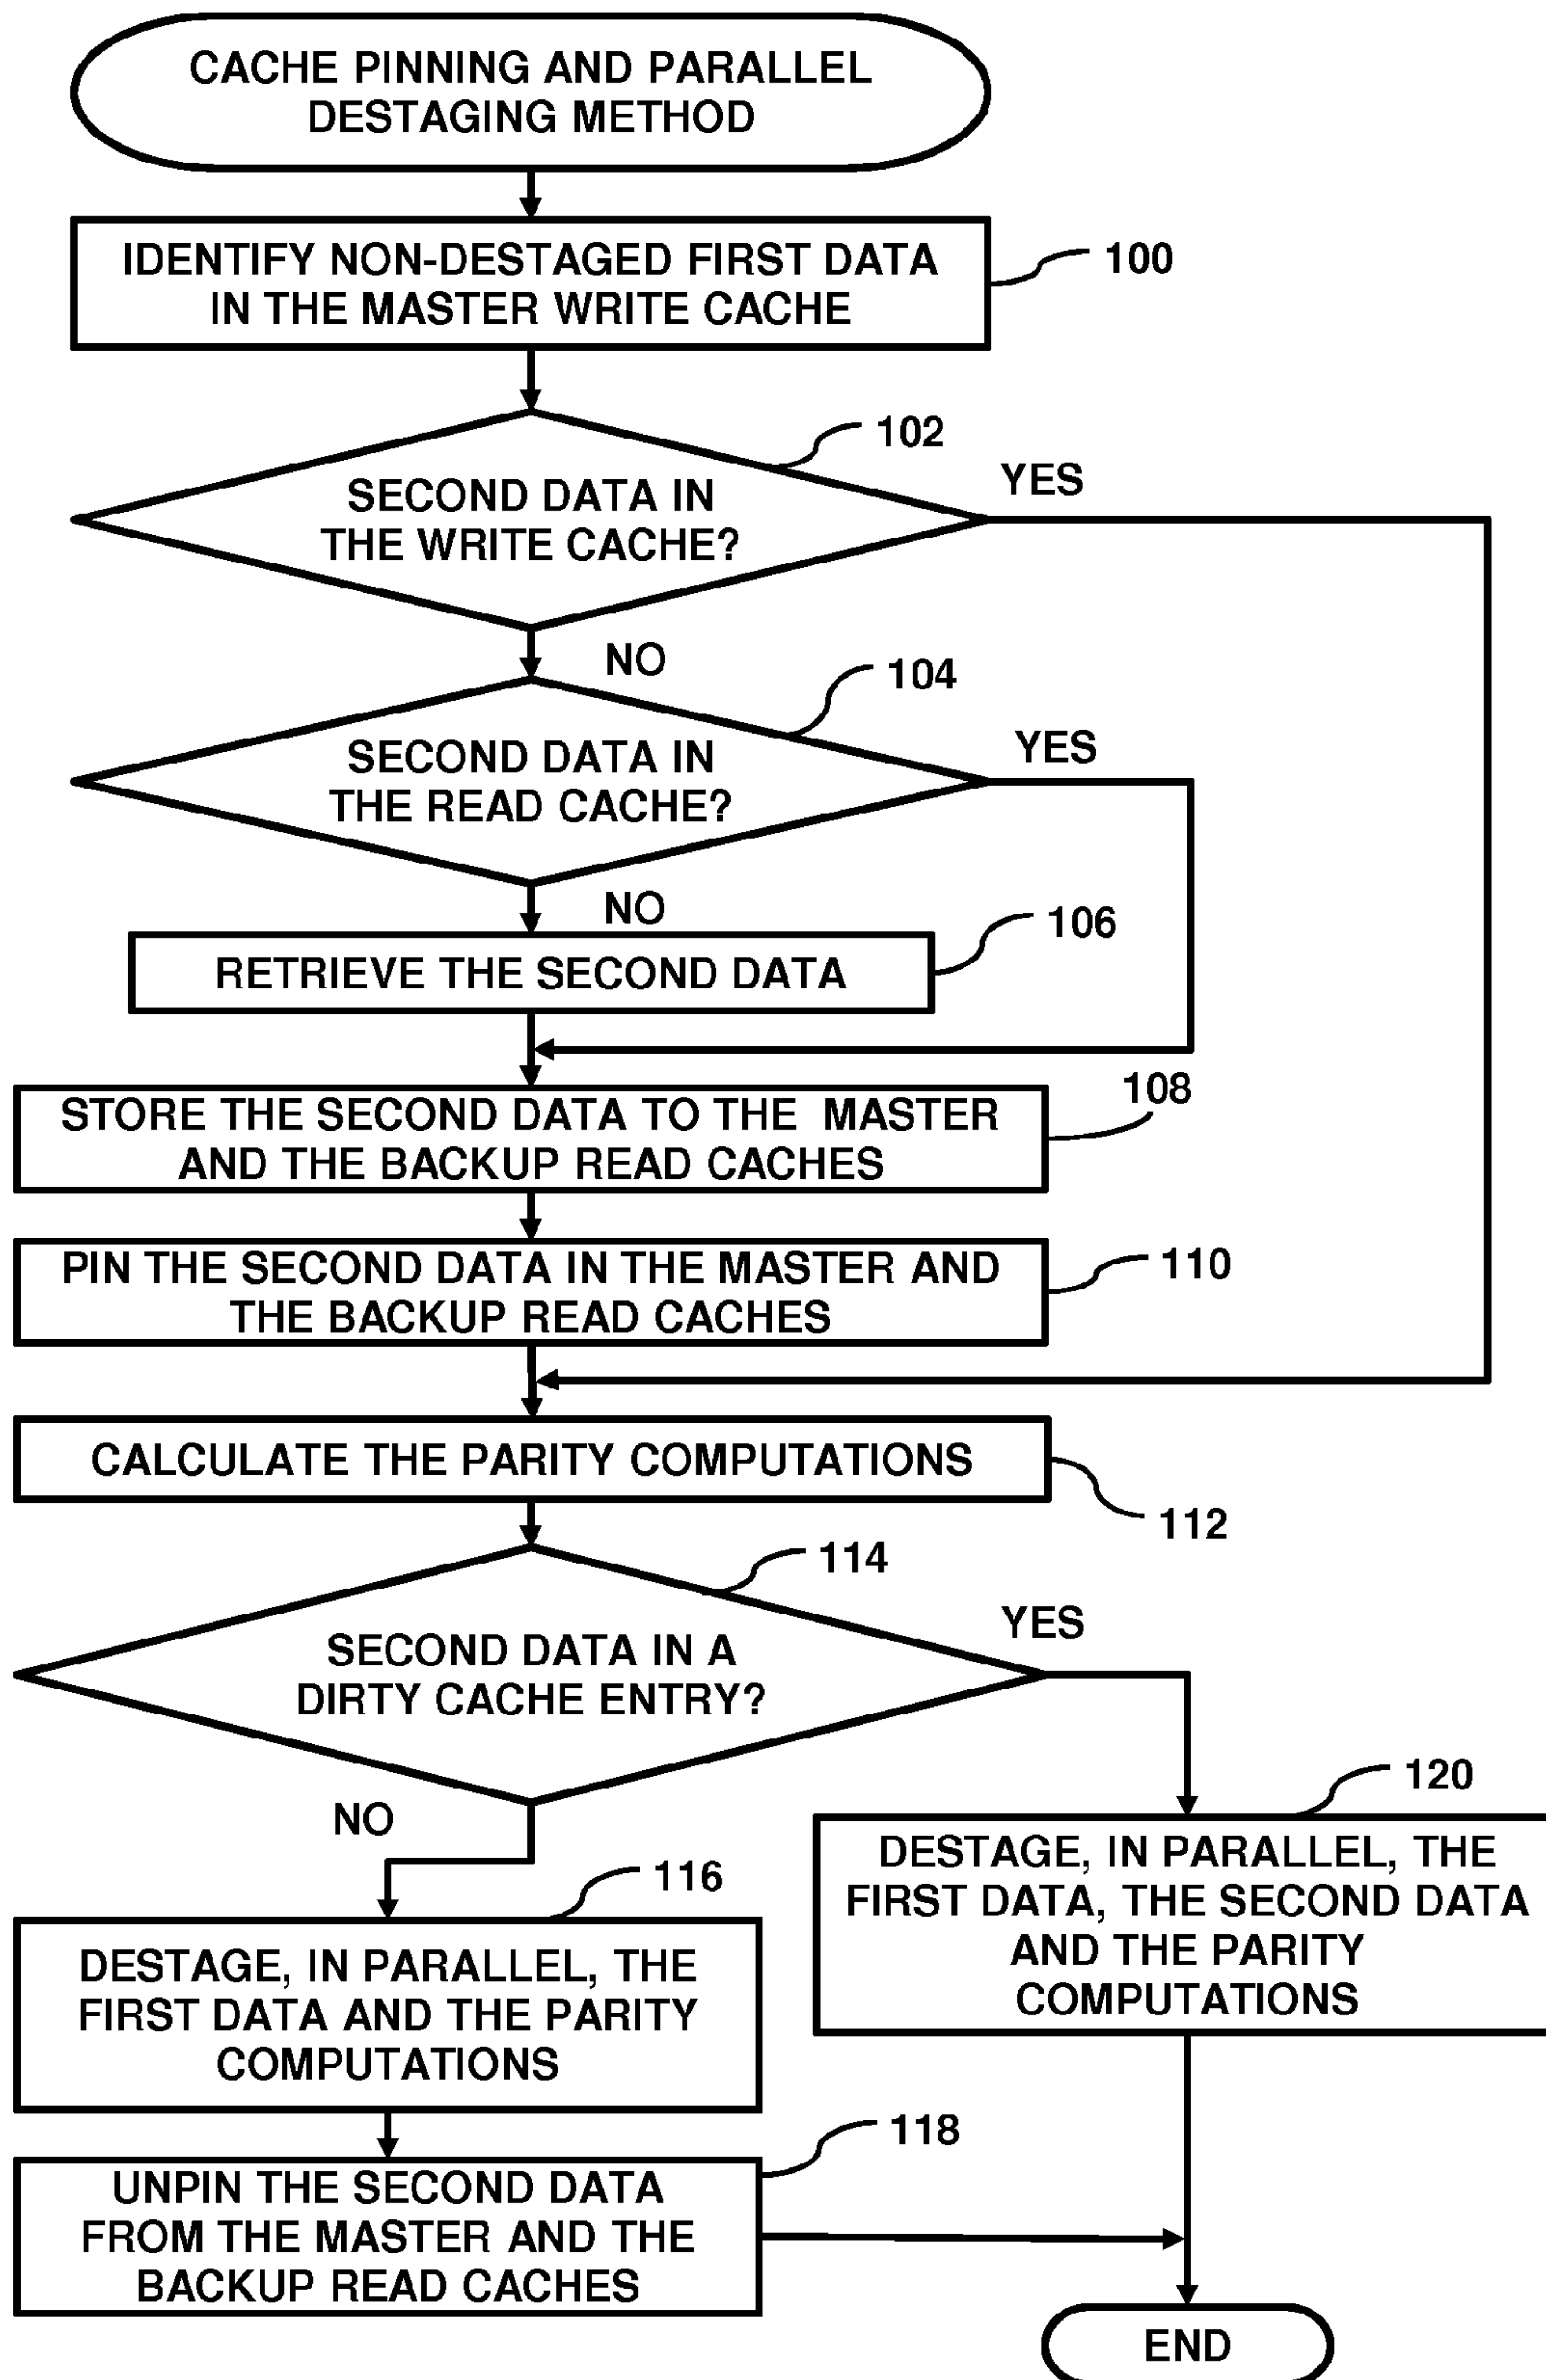 CACHE PINNING AND PARALLEL
DESTAGING METHOD
IDENTIFY NON-DESTAGED FIRST DATA
IN THE MASTER WRITE CACHE
100
102
SECOND DATA IN
THE WRITE CACHE?
YES
NO
104
SECOND DATA IN
THE READ CACHE?
YES
NO
106
RETRIEVE THE SECOND DATA
108
STORE THE SECOND DATA TO THE MASTER
AND THE BACKUP READ CACHES
PIN THE SECOND DATA IN THE MASTER AND
THE BACKUP READ CACHES
110
CALCULATE THE PARITY COMPUTATIONS
112
114
SECOND DATA IN A
DIRTY CACHE ENTRY?
YES
NO
120
DESTAGE, IN PARALLEL, THE
FIRST DATA, THE SECOND DATA
AND THE PARITY
COMPUTATIONS
116
DESTAGE, IN PARALLEL, THE
FIRST DATA AND THE PARITY
COMPUTATIONS
118
UNPIN THE SECOND DATA
FROM THE MASTER AND THE
BACKUP READ CACHES
END